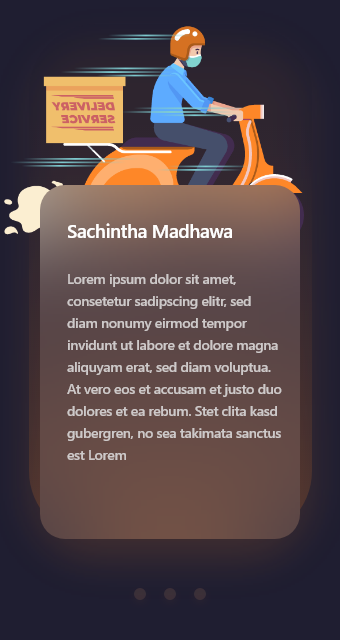 DELIVERY
SERVICE
Sachintha Madhawa
Lorem ipsum dolor sit amet,
consetetur sadipscing elitr, sed
diam nonumy eirmod tempor
invidunt ut labore et dolore magna
aliquyam erat, sed diam voluptua.
At vero eos et accusam et justo duo
dolores et ea rebum. Stet clita kasd
gubergren, no sea takimata sanctus
est Lorem